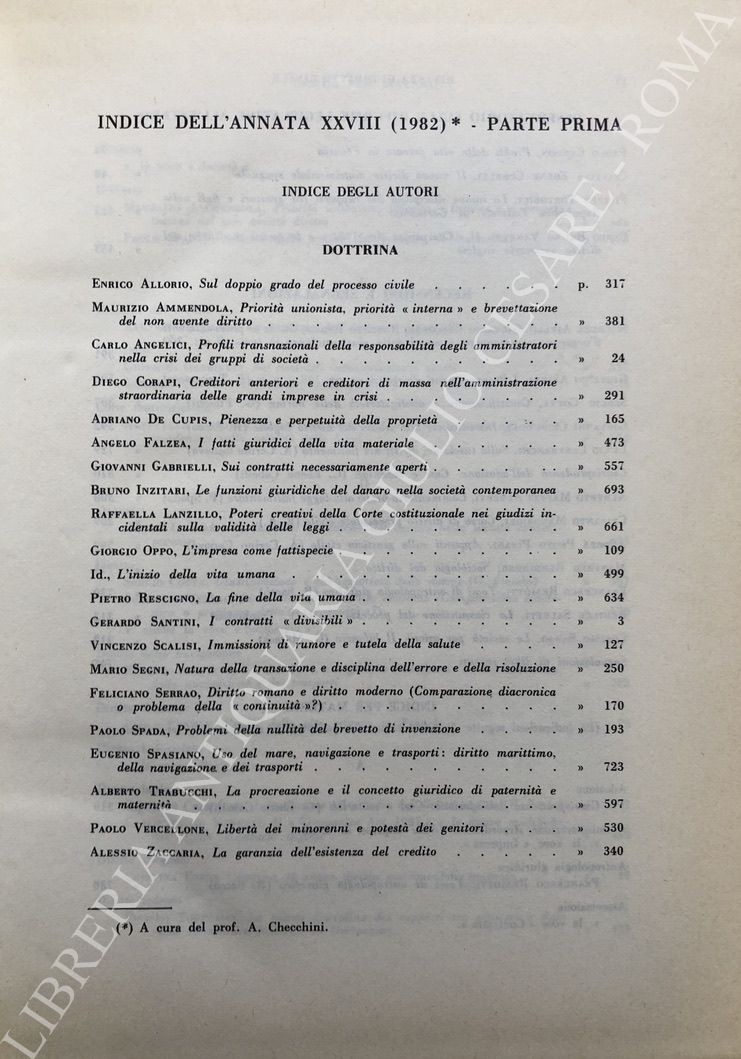 INDICE DELL'ANNATA XXVIII (1982) * - PARTE PRIMA
INDICE DEGLI AUTORI
DOTTRINA
ENRICO ALLORIO, Sul doppio grado del processo civile . . . . . . p. 317
MAURIZIO AMMENDOLA, Priorità unionista, priorità « interna » e brevettazione
del non avente diritto . . . . . . . . . . . . . » 381
CARLO ANGELICI, Profili transnazionali della responsabilità degli amministratori
nella crisi dei gruppi di società . . . . . . . . . . . » 24
DIEGO CORAPI, Creditori anteriori e creditori di massa nell'amministrazione
straordinaria delle grandi imprese in crisi . . . . . . . . » 291
ADRIANO DE CUPIS, Pienezza e perpetuità della proprietà . . . . . » 165
ANGELO FALZEA, I fatti giuridici della vita materiale . . . . . . » 473
GIOVANNI GABRIELLI, Sui contratti necessariamente aperti . . . . . . » 557
BRUNO INZITARI, Le funzioni giuridiche del danaro nella società contemporanea » 693
RAFFAELLA LANZILLO, Poteri creativi della Corte costituzionale nei giudizi in-
cidentali sulla validità delle leggi . . . . . . . . . . » 661
GIORGIO OPPO, L'impresa come fattispecie . . . . . . . . » 109
Id., L'inizio della vita umana . . . . . . . . . . . » 499
PIETRO RESCIGNO, La fine della vita umana . . . . . . . . » 634
GERARDO SANTINI, I contratti « divisibili » . . . . . . . . . » 3
VINCENZO SCALISI, Immissioni di rumore e tutela della salute . . . . » 127
MARIO SEGNI, Natura della transazione e disciplina dell'errore e della risoluzione » 250
FELICIANO SERRAO, Diritto romano e diritto moderno (Comparazione diacronica
o problema della « continuità »?) . . . . . . . . . . » 170
PAOLO SPADA, Problemi della nullità del brevetto di invenzione . . . . » 193
EUGENIO SPASIANO, Uso del mare, navigazione e trasporti: diritto marittimo,
della navigazione e dei trasporti . . . . . . . . . . . » 723
ALBERTO TRABUCCHI, La procreazione e il concetto giuridico di paternità e
maternità . . . . . . . . . . . . . . . . » 597
PAOLO VERCELLONE, Libertà dei minorenni e potestà dei genitori . . . » 530
ALESSIO ZACCARIA, La garanzia dell'esistenza del credito . . . . . » 340
(*) A cura del prof. A. Checchini.
LIBRERIA ANTIQUARIA GIULIO CESARE - ROMA